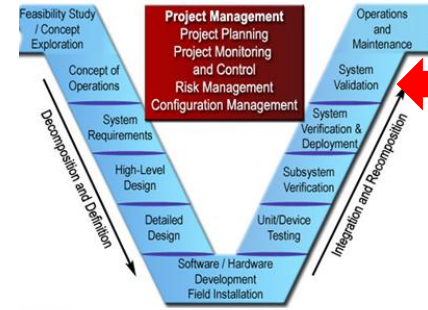 Feasibility Study
/ Concept
Exploration
Concept of
Operations
System
Requirements
High-Level
Design
Detailed
Design
Software / Hardware
Development
Field Installation
Unit/Device
Testing
Subsystem
Verification
System
Verification &
Deployment
System
Validation
Operations
and
Maintenance
Project Management
Project Planning
Project Monitoring
and Control
Risk Management
Configuration Management
Decomposition and Definition
Integration and Recomposition